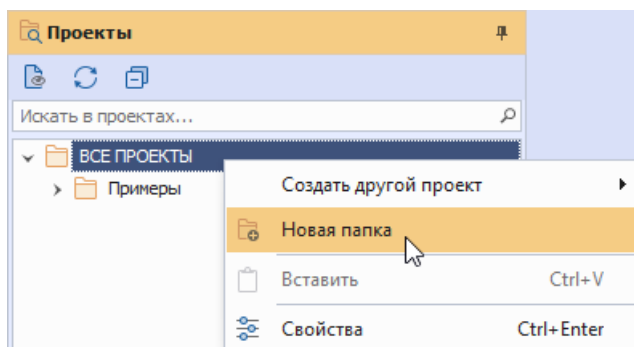 Проекты
Искать в проектах...
ВСЕ ПРОЕКТЫ
Примеры
Создать другой проект
Новая папка
Вставить Ctrl+V
Свойства Ctrl+Enter